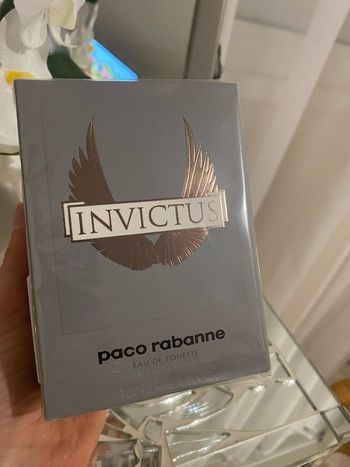 INVICTUS
paco rabanne
EAU DE TOILETTE